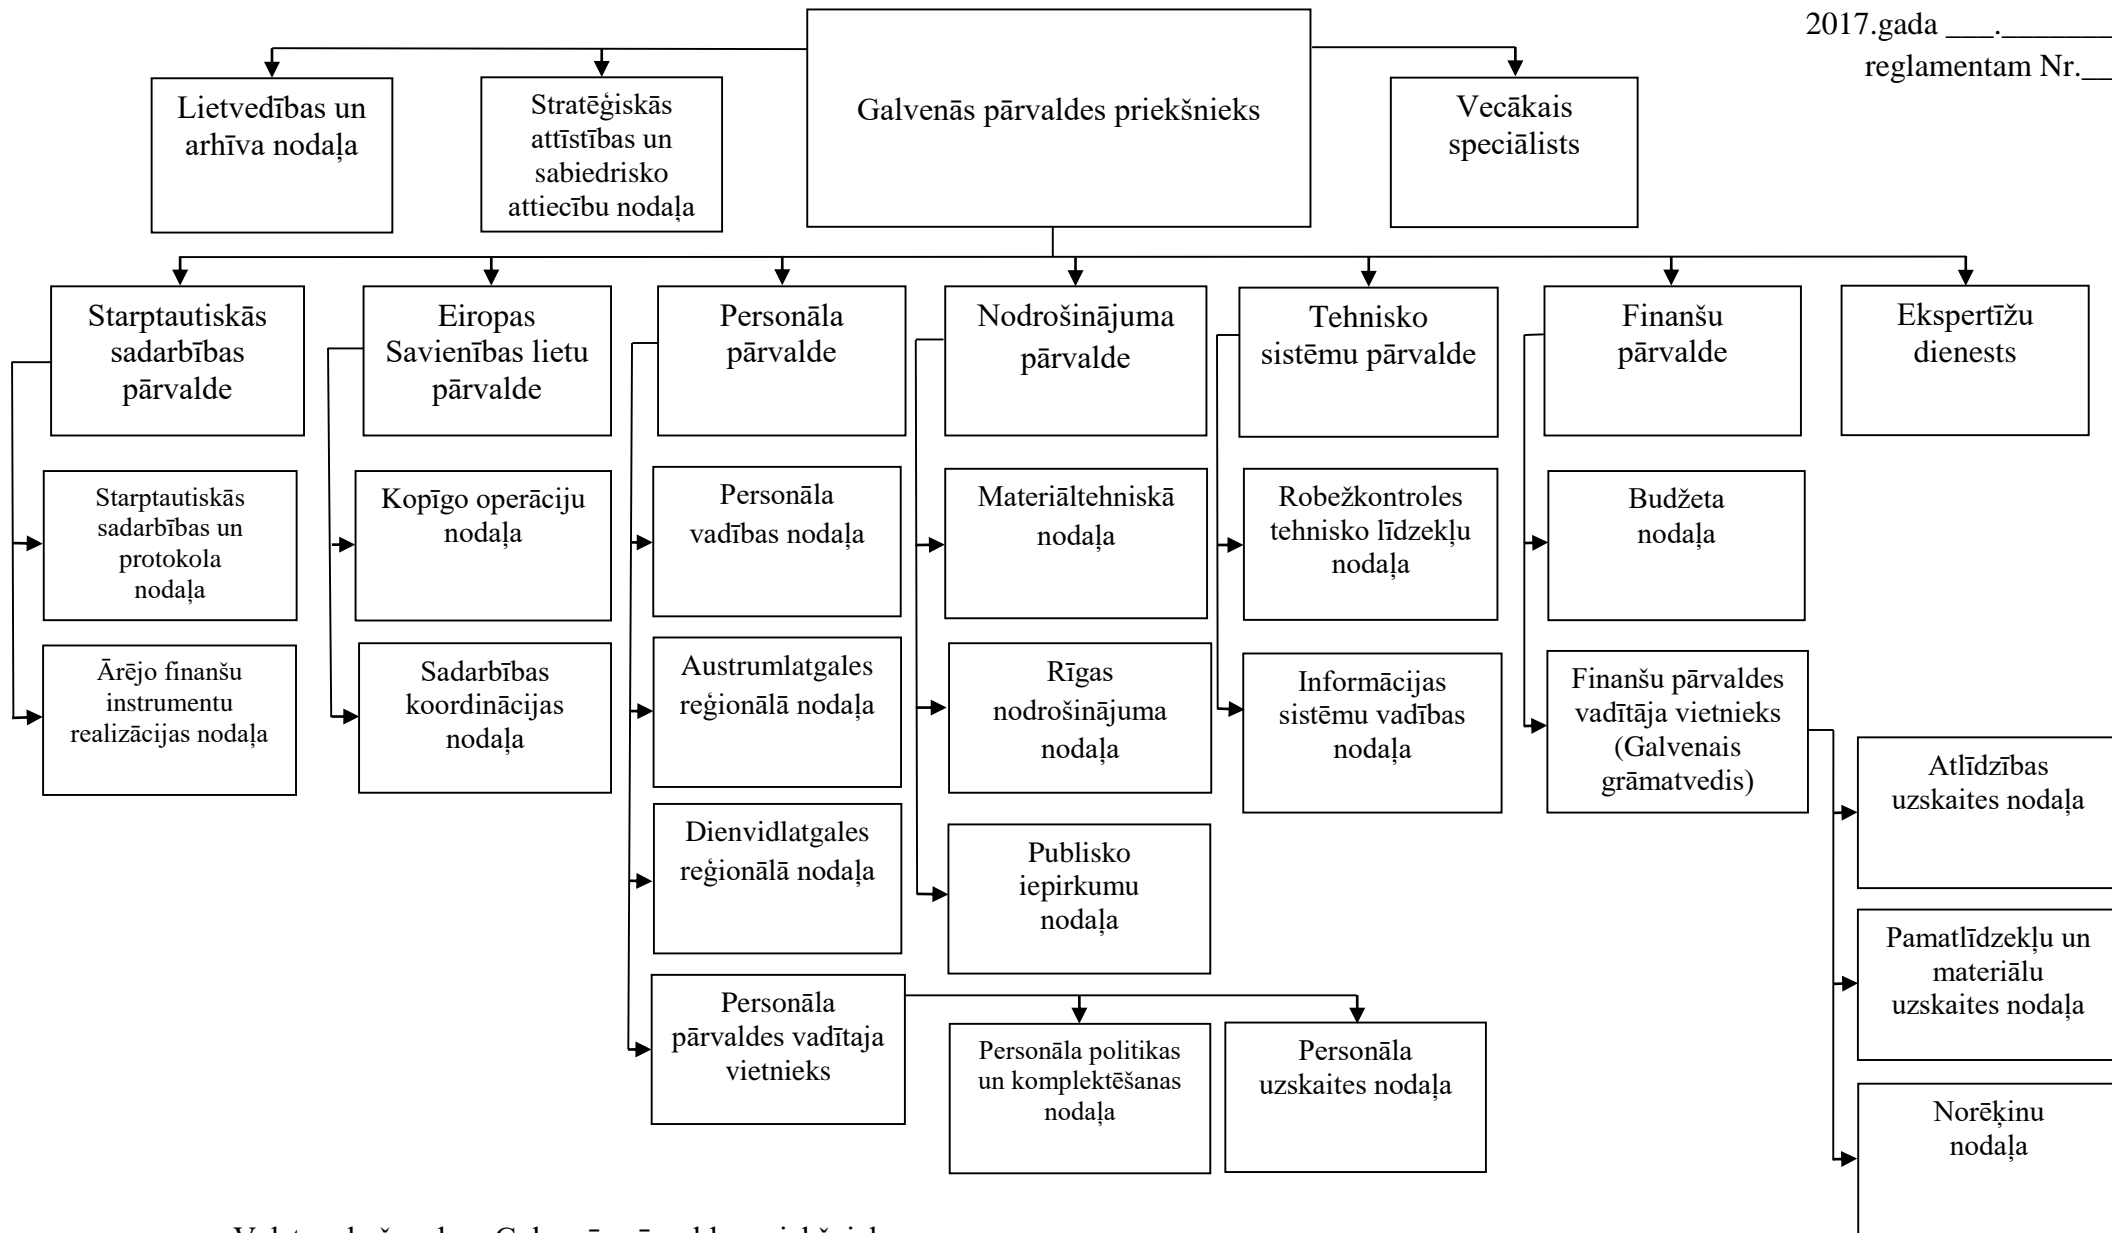 2017.gada ___.________
reglamentam Nr.__
Lietvedības un
arhīva nodaļa
Stratēģiskās
attīstības un
sabiedrisko
attiecību nodaļa
Galvenās pārvaldes priekšnieks
Vecākais
speciālists
Starptautiskās
sadarbības
pārvalde
Eiropas
Savienības lietu
pārvalde
Personāla
pārvalde
Nodrošinājuma
pārvalde
Tehnisko
sistēmu pārvalde
Finanšu
pārvalde
Ekspertīžu
dienests
Starptautiskās
sadarbības un
protokola
nodaļa
Kopīgo operāciju
nodaļa
Personāla
vadības nodaļa
Materiāltehniskā
nodaļa
Robežkontroles
tehnisko līdzekļu
nodaļa
Budžeta
nodaļa
Ārējo finanšu
instrumentu
realizācijas nodaļa
Sadarbības
koordinācijas
nodaļa
Austrumlatgales
reģionālā nodaļa
Rīgas
nodrošinājuma
nodaļa
Informācijas
sistēmu vadības
nodaļa
Finanšu pārvaldes
vadītāja vietnieks
(Galvenais
grāmatvedis)
Atlīdzības
uzskaites nodaļa
Dienvidlatgales
reģionālā nodaļa
Publisko
iepirkumu
nodaļa
Pamatlīdzekļu un
materiālu
uzskaites nodaļa
Personāla
pārvaldes vadītaja
vietnieks
Personāla politikas
un komplektēšanas
nodaļa
Personāla
uzskaites nodaļa
Norēķinu
nodaļa